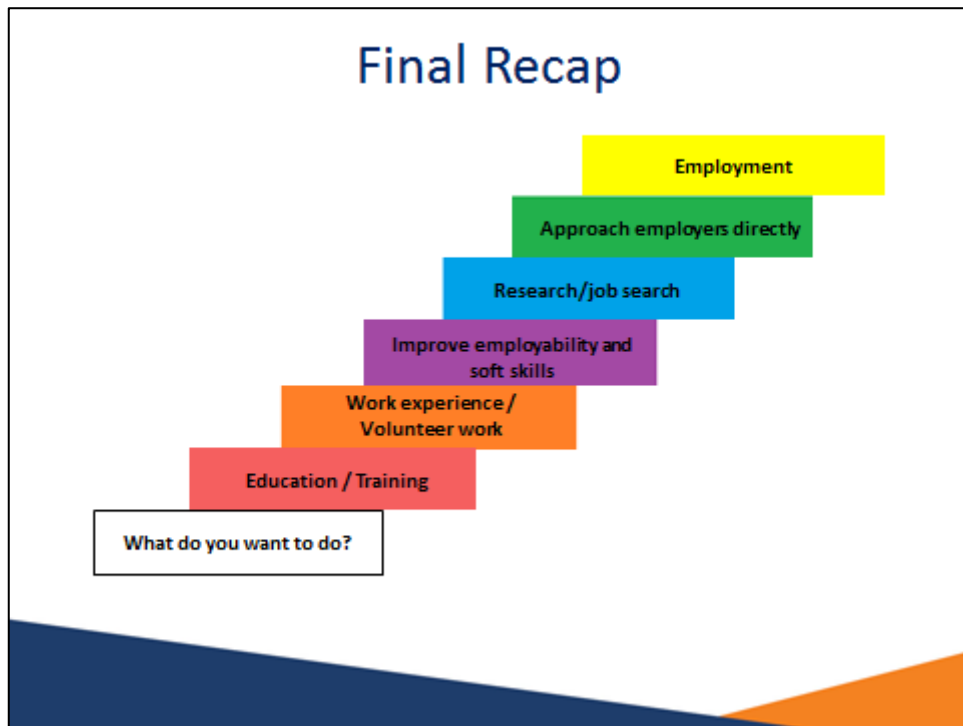 Final Recap
Employment
Approach employers directly
Research/job search
Improve employability and
soft skills
Work experience /
Volunteer work
Education / Training
What do you want to do?